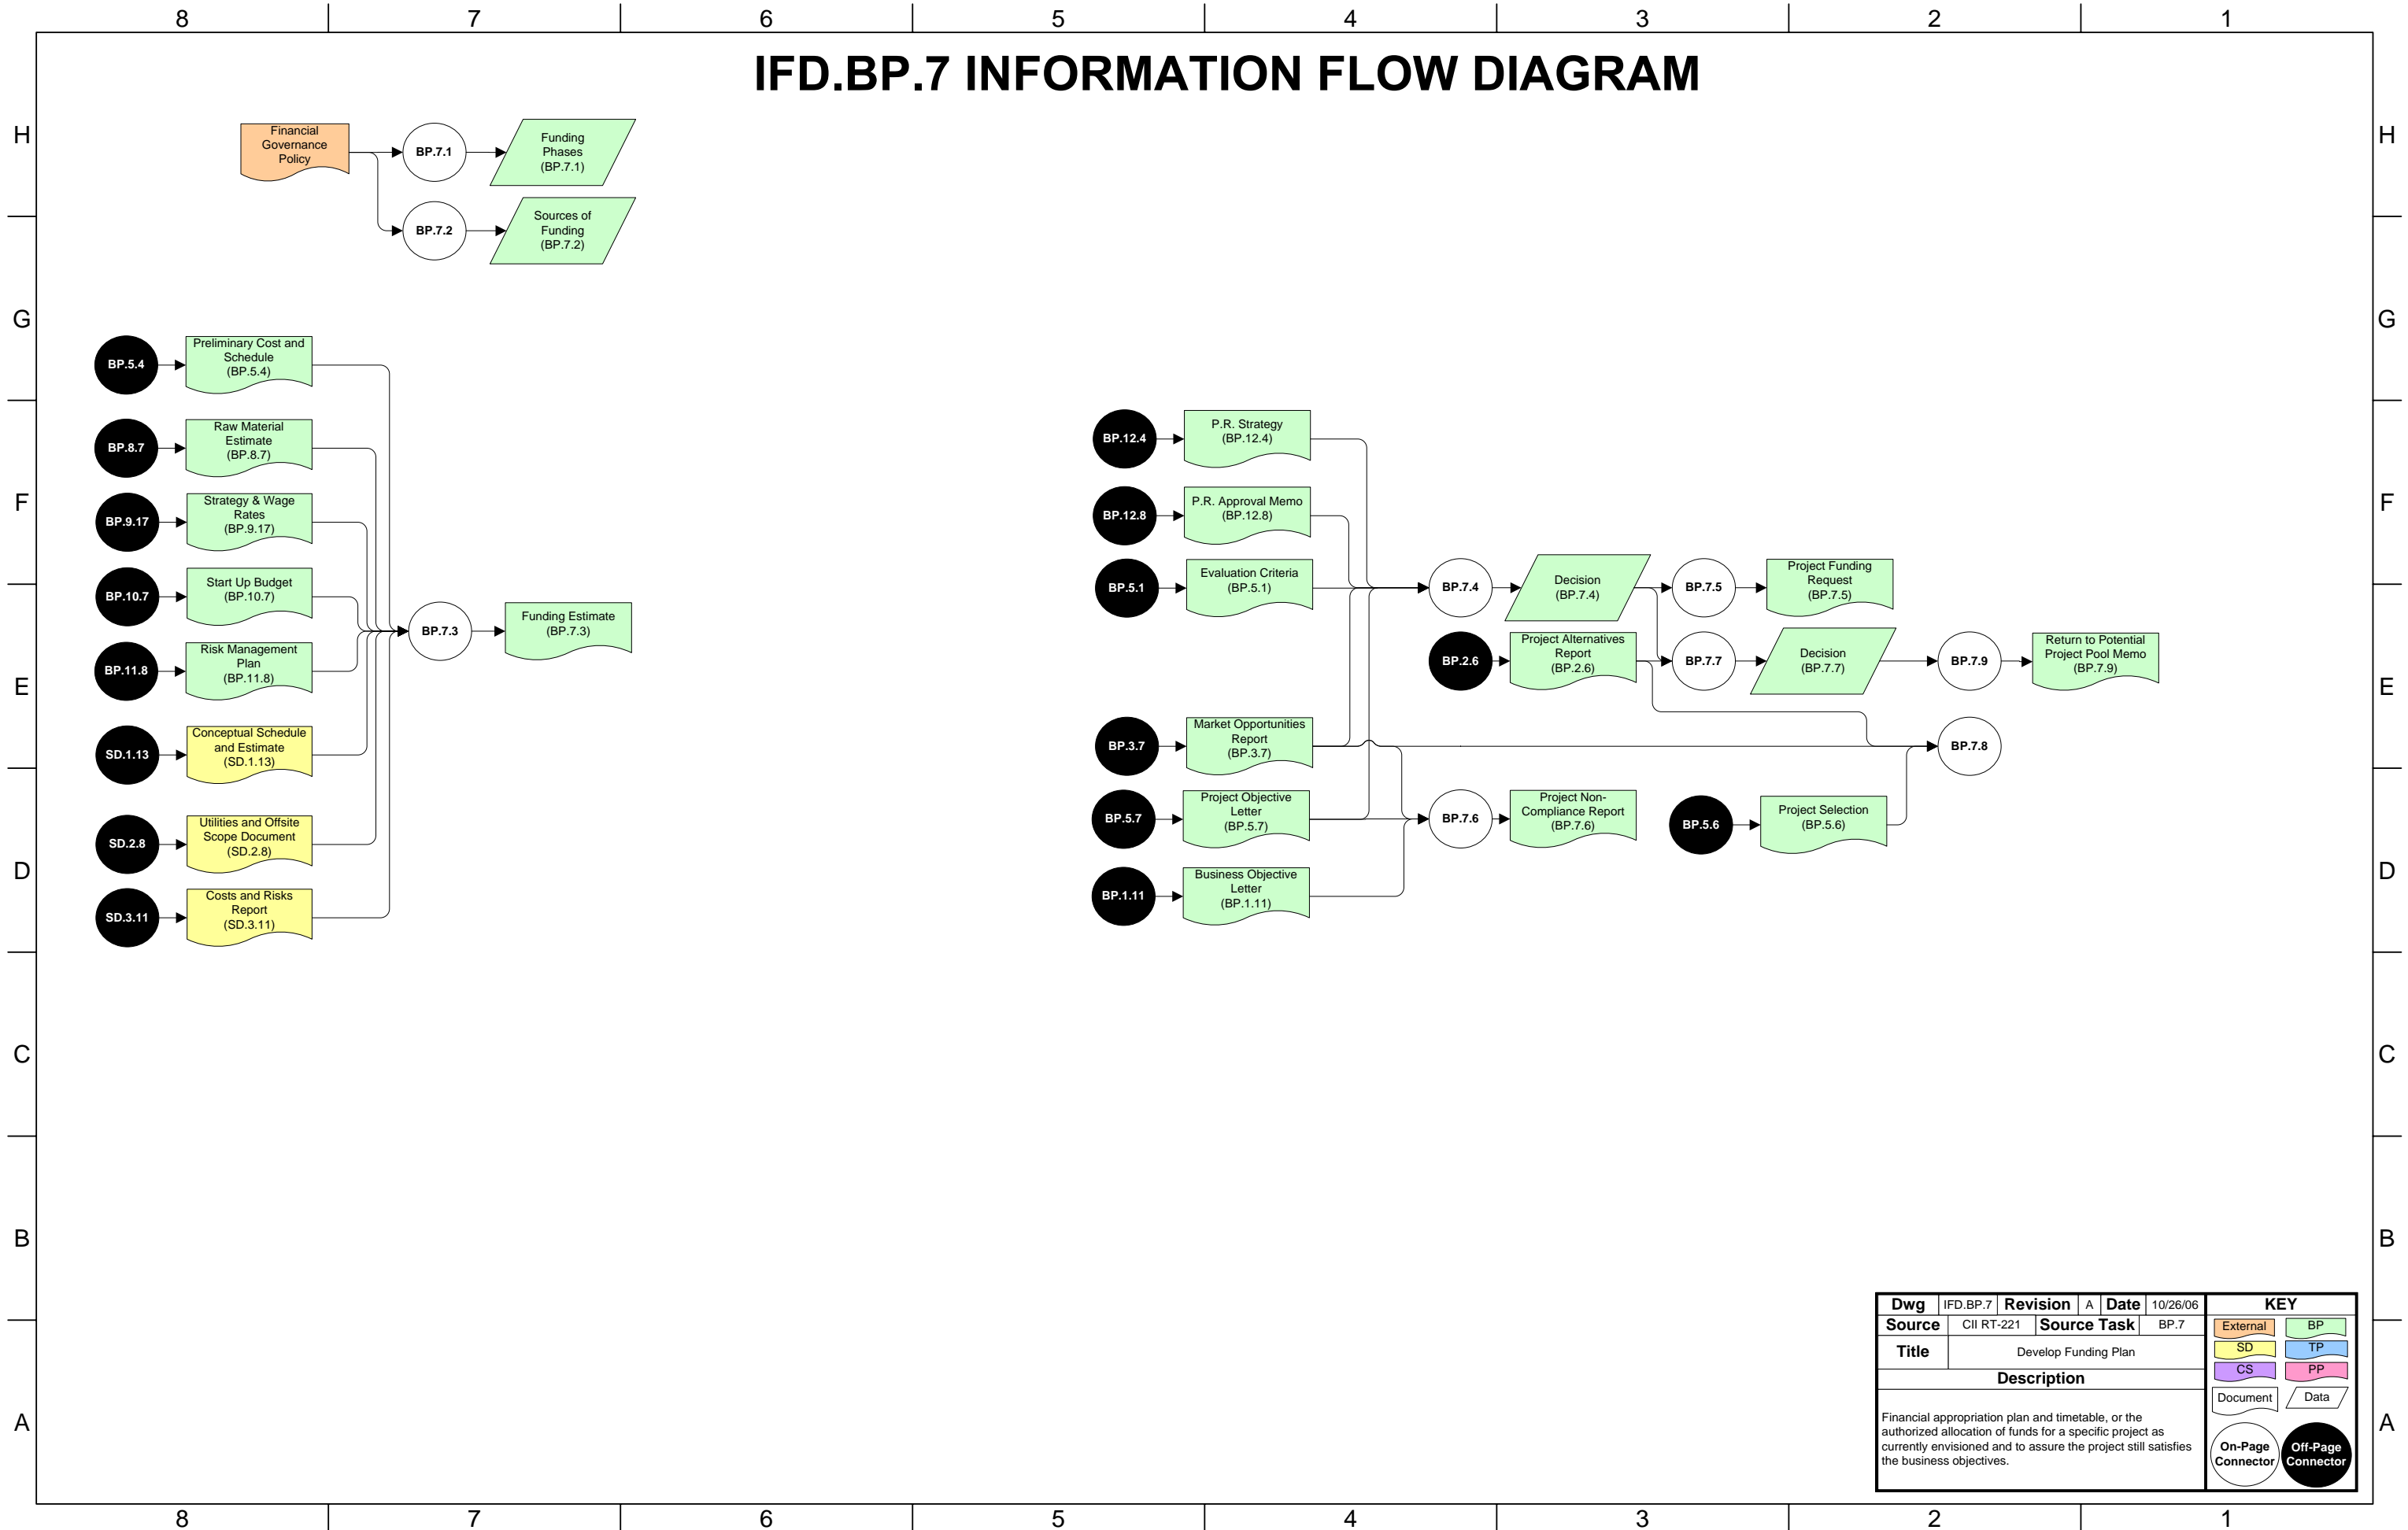 8 7 6 5 4 3 2 1
IFD.BP.7 INFORMATION FLOW DIAGRAM
H
H
Financial
Governance
Policy
BP.7.1
Funding
Phases
(BP.7.1)
BP.7.2
Sources of
Funding
(BP.7.2)
G
G
BP.5.4
Preliminary Cost and
Schedule
(BP.5.4)
BP.8.7
Raw Material
Estimate
(BP.8.7)
F
F
BP.9.17
Strategy & Wage
Rates
(BP.9.17)
BP.10.7
Start Up Budget
(BP.10.7)
BP.11.8
Risk Management
Plan
(BP.11.8)
SD.1.13
Conceptual Schedule
and Estimate
(SD.1.13)
SD.2.8
Utilities and Offsite
Scope Document
(SD.2.8)
SD.3.11
Costs and Risks
Report
(SD.3.11)
BP.7.3
Funding Estimate
(BP.7.3)
BP.12.4
P.R. Strategy
(BP.12.4)
BP.12.8
P.R. Approval Memo
(BP.12.8)
BP.5.1
Evaluation Criteria
(BP.5.1)
BP.7.4
Decision
(BP.7.4)
BP.7.5
Project Funding
Request
(BP.7.5)
BP.2.6
Project Alternatives
Report
(BP.2.6)
BP.7.7
Decision
(BP.7.7)
BP.7.9
Return to Potential
Project Pool Memo
(BP.7.9)
E
E
BP.3.7
Market Opportunities
Report
(BP.3.7)
BP.7.8
BP.5.7
Project Objective
Letter
(BP.5.7)
BP.7.6
Project Non-
Compliance Report
(BP.7.6)
BP.5.6
Project Selection
(BP.5.6)
BP.1.11
Business Objective
Letter
(BP.1.11)
D
D
C
C
B
B
A
A
Dwg IFD.BP.7 Revision A Date 10/26/06
Source CII RT-221 Source Task BP.7
Title Develop Funding Plan
Description
Financial appropriation plan and timetable, or the
authorized allocation of funds for a specific project as
currently envisioned and to assure the project still satisfies
the business objectives.
KEY
External BP
SD TP
CS PP
Document Data
On-Page
Connector
Off-Page
Connector
8 7 6 5 4 3 2 1